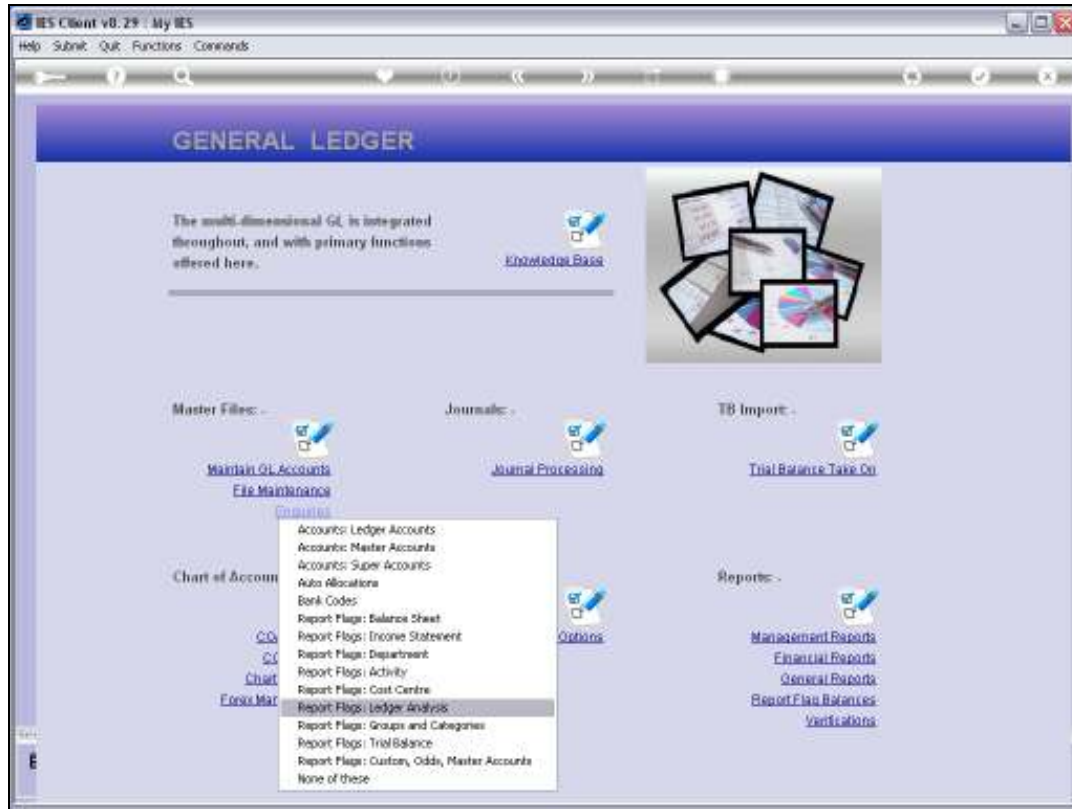 IES Client v8.29 : My IES
Help Submit Quit Functions Commands
GENERAL LEDGER
The multi-dimensional GL is integrated
throughout, and with primary functions
offered here.
Knowledge Base
Master Files: .
Journals: .
TB Import: .
Maintain GL Accounts
File Maintenance
Enquiries
Journal Processing
Trial Balance Take On
Accounts: Ledger Accounts
Accounts: Master Accounts
Accounts: Super Accounts
Auto Allocations
Bank Codes
Report Flags: Balance Sheet
Report Flags: Income Statement
Report Flags: Department
Report Flags: Activity
Report Flags: Cost Centre
Report Flags: Ledger Analysis
Report Flags: Groups and Categories
Report Flags: Trial Balance
Report Flags: Custom, Odds, Master Accounts
None of these
Chart of Accoun
CO
Chart
Forex Mar
Options
Reports: .
Management Reports
Financial Reports
General Reports
Report Flag Balances
Verifications